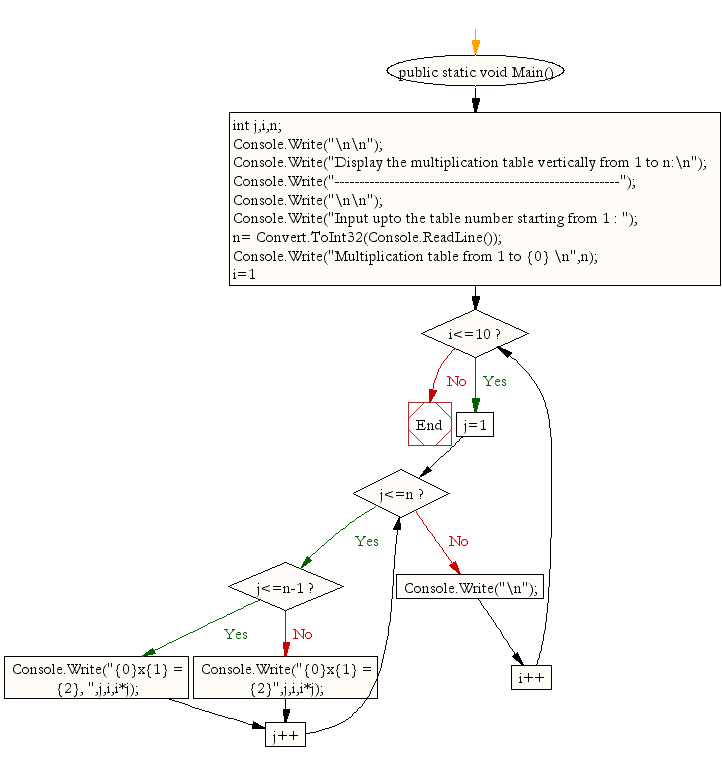 public static void Main()
int j,i,n;
Console.Write("\n\n");
Console.Write("Display the multiplication table vertically from 1 to n:\n");
Console.Write("---------------------------------------------------------");
Console.Write("\n\n");
Console.Write("Input upto the table number starting from 1 : ");
n= Convert.ToInt32(Console.ReadLine());
Console.Write("Multiplication table from 1 to {0} \n",n);
i=1
i<=10 ?
No
Yes
End
j=1
j<=n ?
Yes
No
j<=n-1 ?
Console.Write("\n");
Yes
No
Console.Write("{0}x{1} =
{2}, ",j,i,i*j);
Console.Write("{0}x{1} =
{2}",j,i,i*j);
i++
j++